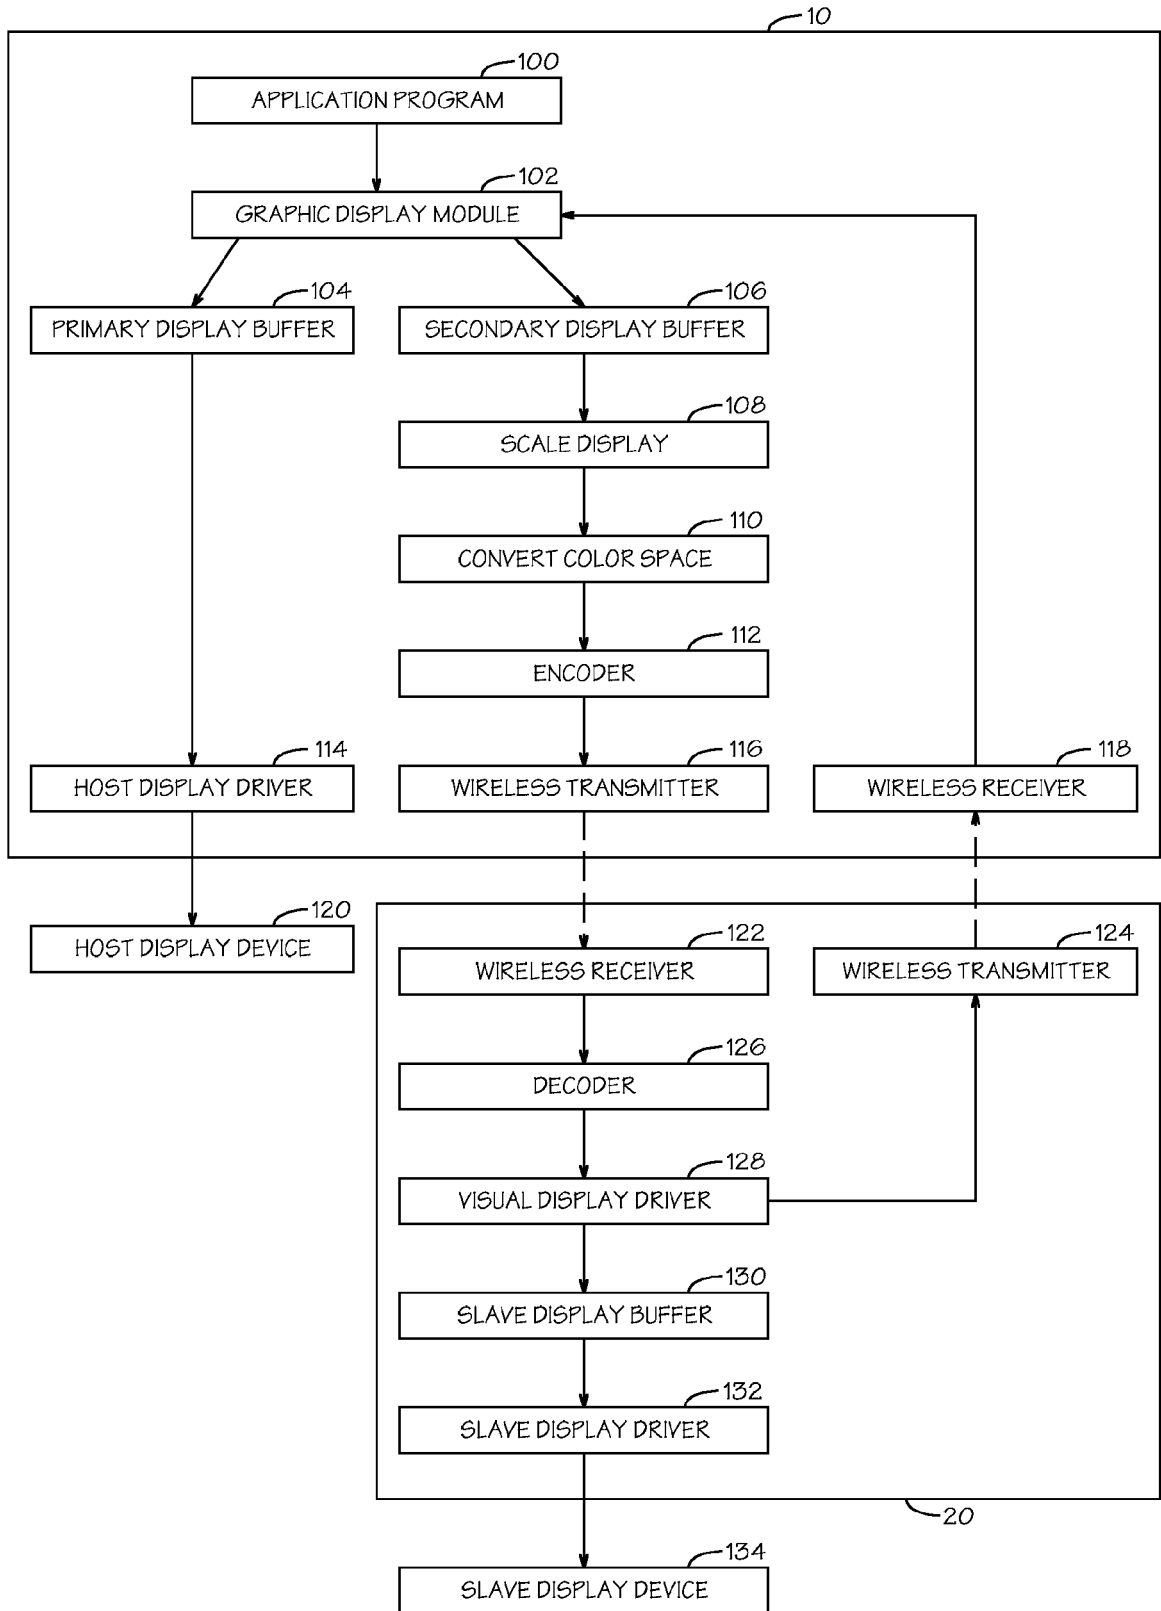 10
100
APPLICATION PROGRAM
102
GRAPHIC DISPLAY MODULE
104
PRIMARY DISPLAY BUFFER
106
SECONDARY DISPLAY BUFFER
108
SCALE DISPLAY
110
CONVERT COLOR SPACE
112
ENCODER
114
HOST DISPLAY DRIVER
116
WIRELESS TRANSMITTER
118
WIRELESS RECEIVER
120
HOST DISPLAY DEVICE
122
WIRELESS RECEIVER
124
WIRELESS TRANSMITTER
126
DECODER
128
VISUAL DISPLAY DRIVER
130
SLAVE DISPLAY BUFFER
132
SLAVE DISPLAY DRIVER
20
134
SLAVE DISPLAY DEVICE